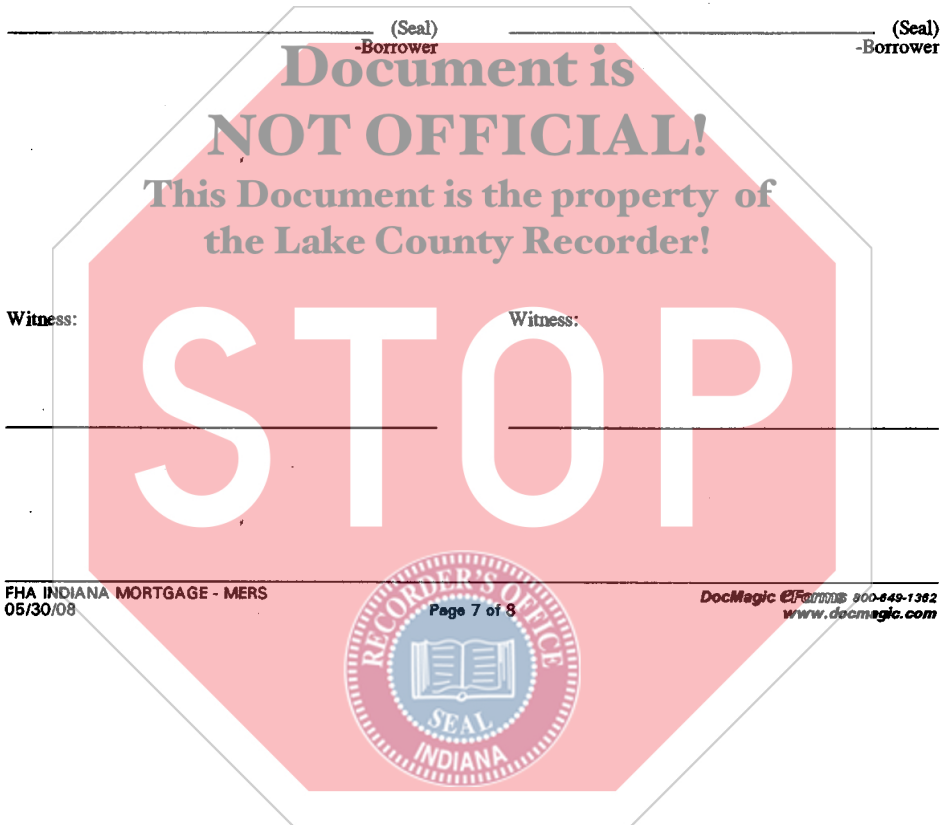 (Seal) (Seal)
-Borrower -Borrower
Document is
NOT OFFICIAL!
This Document is the property of
the Lake County Recorder!
Witness: Witness:
STOP
FHA INDIANA MORTGAGE - MERS
05/30/08
Page 7 of 8
DocMagic eForms 800-649-1362
www.docmagic.com
RECORDER'S OFFICE
SEAL
INDIANA